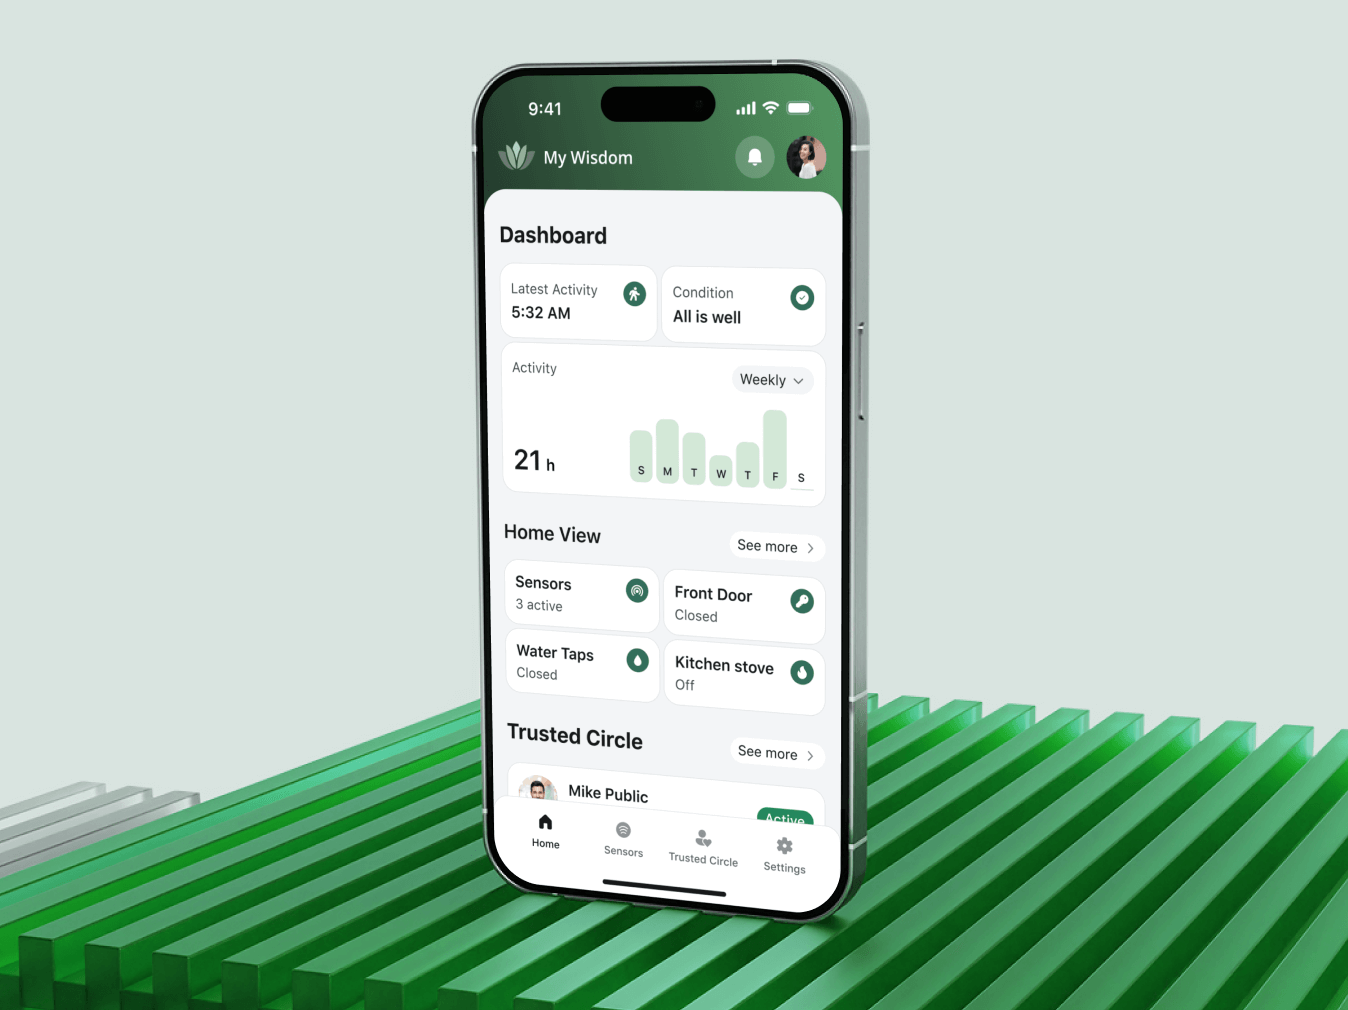 9:41
My Wisdom
Dashboard
Latest Activity
5:32 AM
Condition
All is well
Activity
Weekly
21 h
S M T W T F S
Home View
See more
Sensors
3 active
Front Door
Closed
Water Taps
Closed
Kitchen stove
Off
Trusted Circle
See more
Mike Public
Active
Home
Sensors
Trusted Circle
Settings